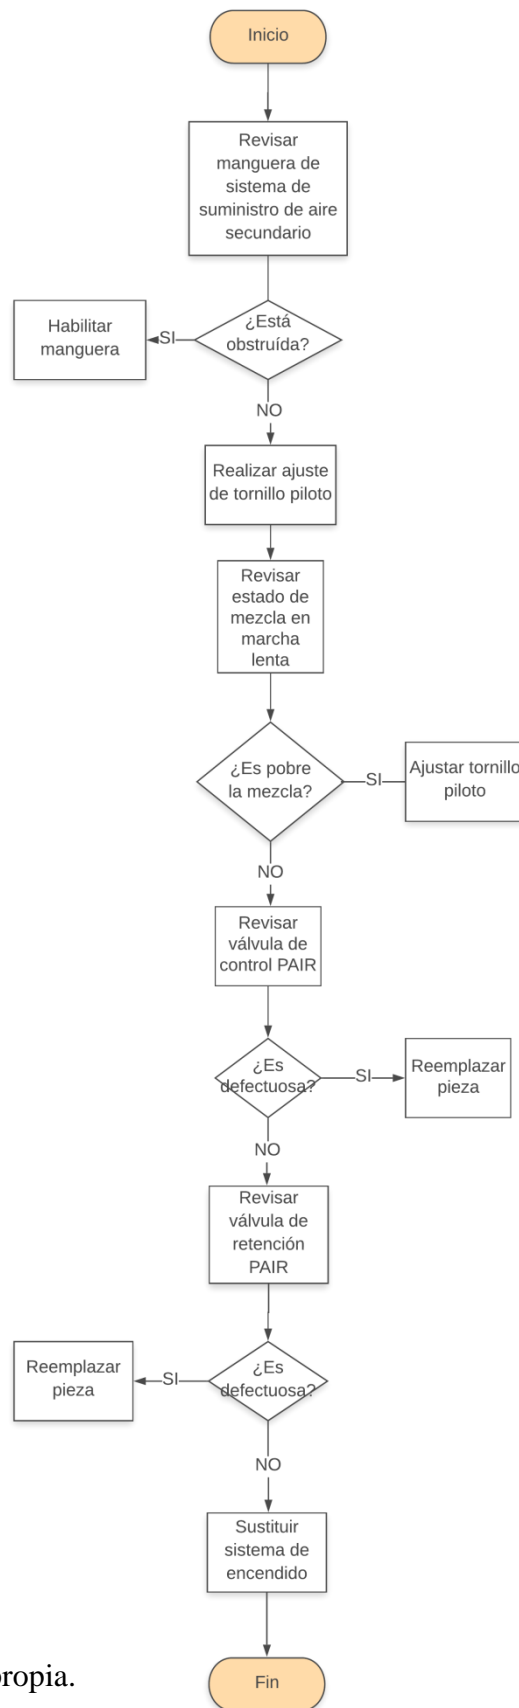 Inicio
Revisar
manguera de
sistema de
suministro de aire
secundario
¿Está
obstruída?
SI
Habilitar
manguera
NO
Realizar ajuste
de tornillo piloto
Revisar
estado de
mezcla en
marcha
lenta
¿Es pobre
la mezcla?
SI
Ajustar tornillo
piloto
NO
Revisar
válvula de
control PAIR
¿Es
defectuosa?
SI
Reemplazar
pieza
NO
Revisar
válvula de
retención
PAIR
¿Es
defectuosa?
SI
Reemplazar
pieza
NO
Sustituir
sistema de
encendido
Fin
propia.